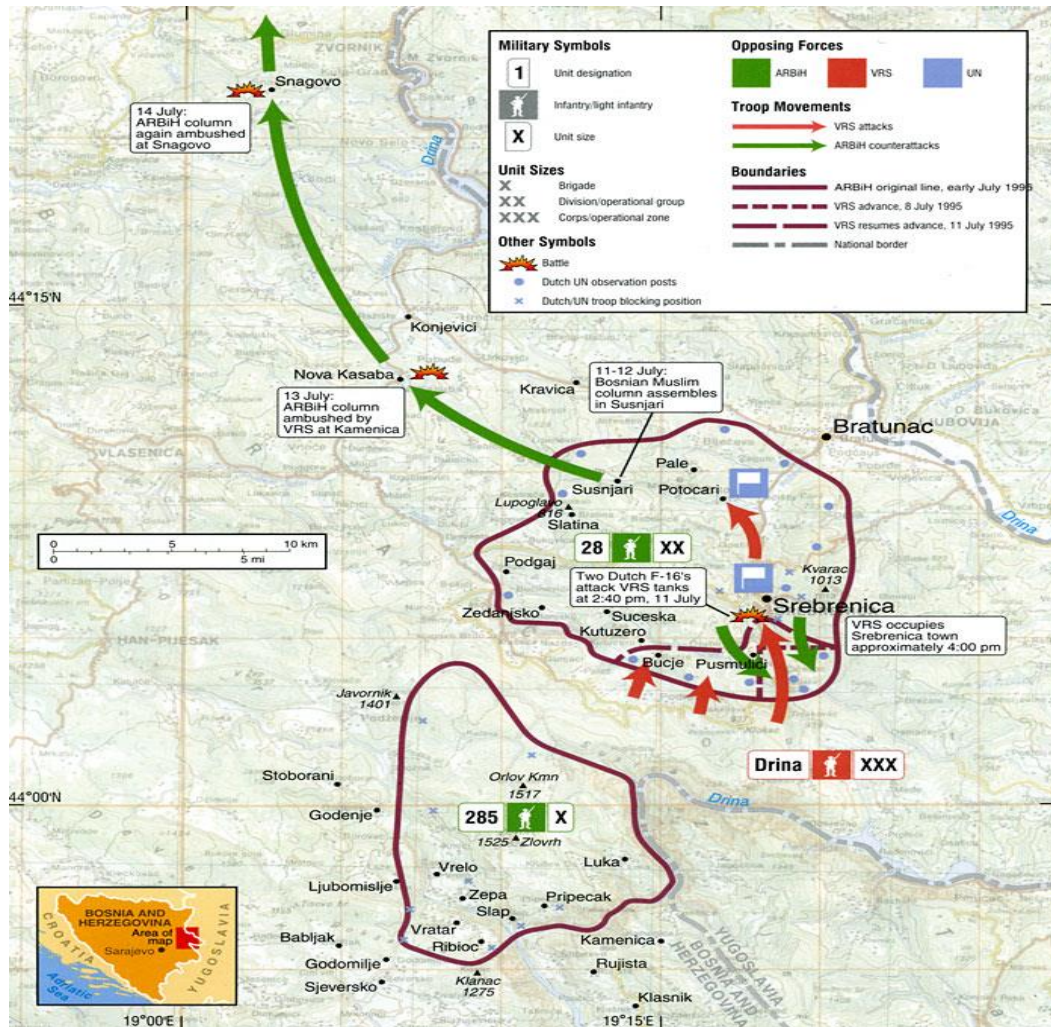 Military Symbols
1
Unit designation
Infantry/light infantry
X
Unit size
Unit Sizes
X Brigade
XX Division/operational group
XXX Corps/operational zone
Other Symbols
Battle
Dutch UN observation posts
Dutch/UN troop blocking position
Opposing Forces
ARBiH VRS UN
Troop Movements
VRS attacks
ARBiH counterattacks
Boundaries
ARBiH original line, early July 1995
VRS advance, 8 July 1995
VRS resumes advance, 11 July 1995
National border
ZVORNIK
Snagovo
14 July:
ARBiH column
again ambushed
at Snagovo
Drina
44°15'N
Konjevici
Nova Kasaba
13 July:
ARBiH column
ambushed by
VRS at Kamenica
11-12 July:
Bosnian Muslim
column assembles
in Susnjari
Kravica
Bratunac
LJUBOVIJA
VLASENICA
Pale
Susnjari
Potocari
Lupoglavo
816
Slatina
Drina
0 5 10 km
0 5 mi
28 XX
Kvarac
1013
Podgaj
Two Dutch F-16's
attack VRS tanks
at 2:40 pm, 11 July
Srebrenica
Zedanjsko
Suceska
Kutuzero
VRS occupies
Srebrenica town
approximately 4:00 pm
HAN-PIJESAK
Bucje
Pusmulici
Javornik
1401
Drina XXX
Stoborani
Orlov Kmn
1517
44°00'N
Drina
Godenje
285 X
1525 Zlovrh
Luka
Vrelo
Ljubomislje
Zepa
Pripecak
Slap
Vratar
Ribioc
Babljak
Kamenica
Godomilje
Rujista
Sjeversko
Klanac
1275
Klasnik
YUGOSLAVIA
BOSNIA AND
HERZEGOVINA
BOSNIA AND
HERZEGOVINA
Area of
map
Sarajevo
CROATIA
YUGOSLAVIA
Adriatic
Sea
19°00'E
19°15'E